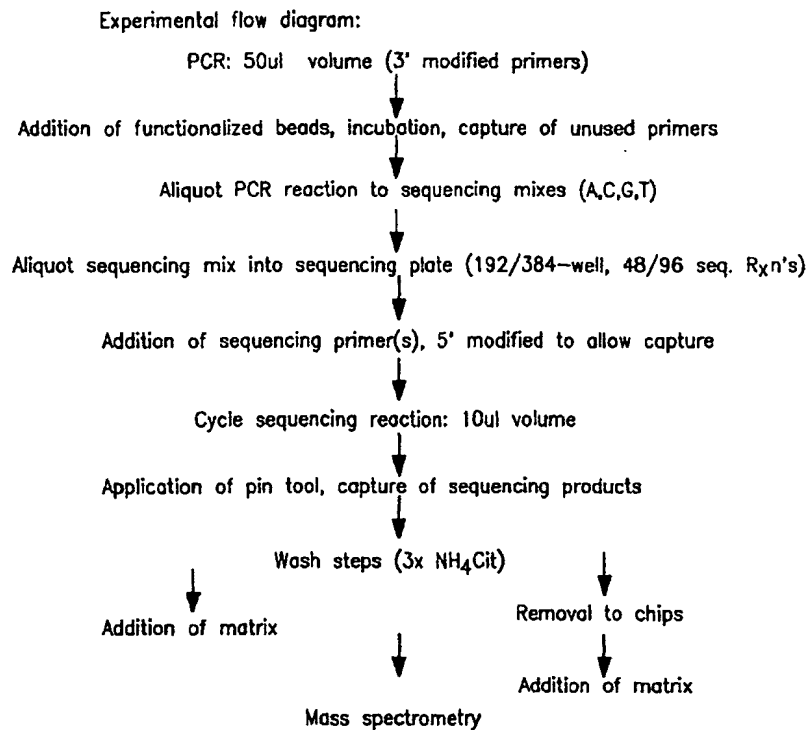 Experimental flow diagram:
PCR: 50ul volume (3' modified primers)
Addition of functionalized beads, incubation, capture of unused primers
Aliquot PCR reaction to sequencing mixes (A,C,G,T)
Aliquot sequencing mix into sequencing plate (192/384-well, 48/96 seq. RXn's)
Addition of sequencing primer(s), 5' modified to allow capture
Cycle sequencing reaction: 10ul volume
Application of pin tool, capture of sequencing products
Wash steps (3x NH4Cit)
Addition of matrix
Removal to chips
Addition of matrix
Mass spectrometry